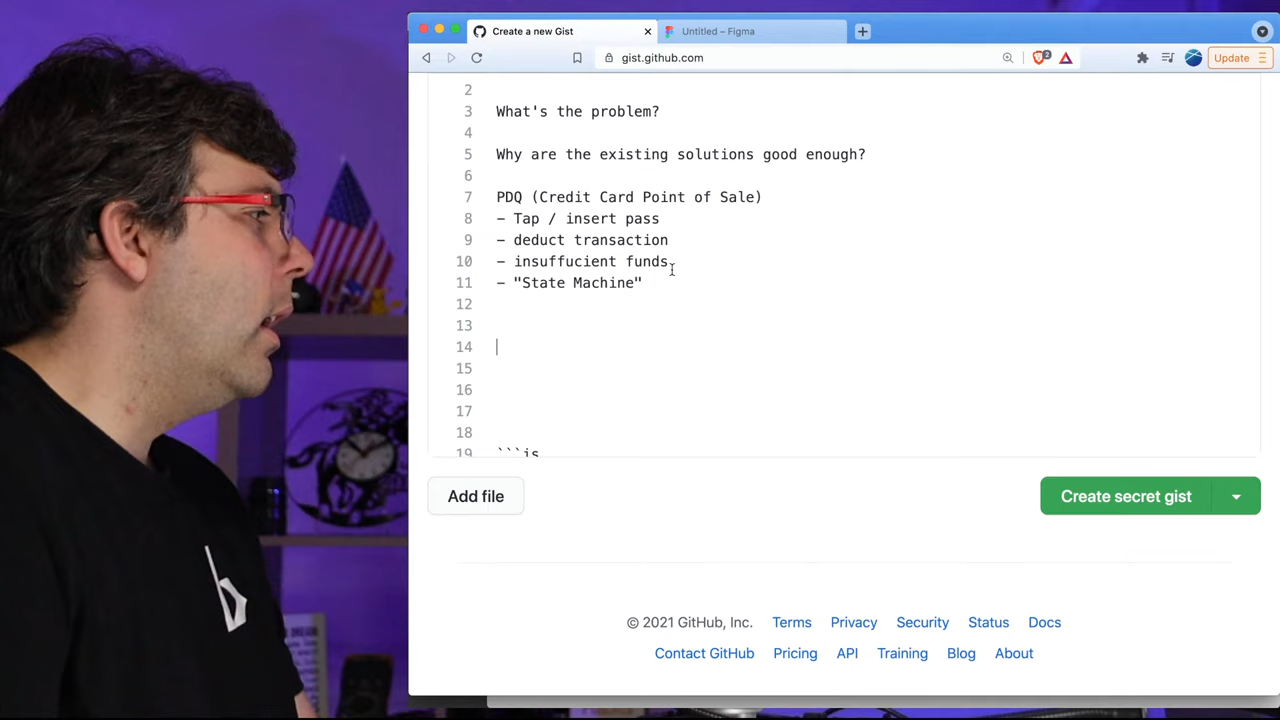 Create a new Gist
Untitled – Figma
gist.github.com
2
Update
2
3 What's the problem?
4
5 Why are the existing solutions good enough?
6
7 PDQ (Credit Card Point of Sale)
8 - Tap / insert pass
9 - deduct transaction
10 - insuffucient funds
11 - "State Machine"
12
13
14
15
16
17
18
19 ```js
Add file
Create secret gist
© 2021 GitHub, Inc. Terms Privacy Security Status Docs
Contact GitHub Pricing API Training Blog About